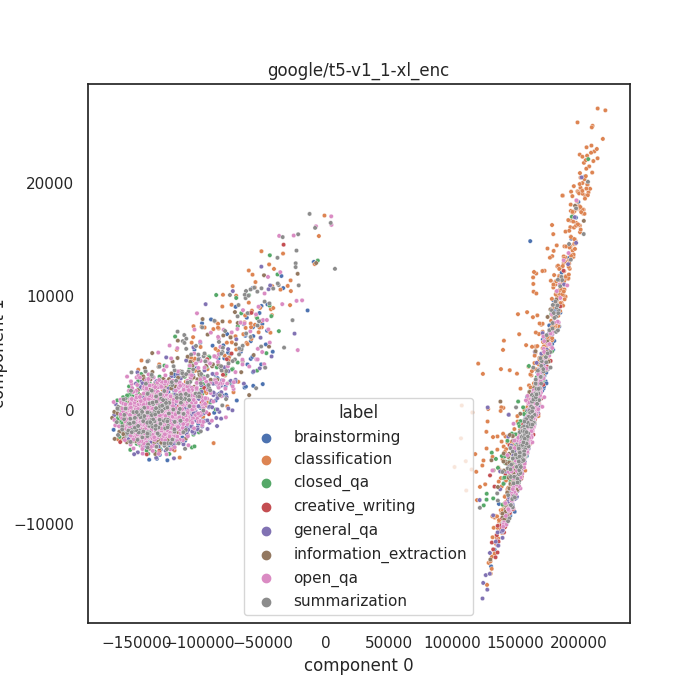 google/t5-v1_1-xl_enc
20000
10000
0
−10000
component 1
label
brainstorming
classification
closed_qa
creative_writing
general_qa
information_extraction
open_qa
summarization
−150000 −100000 −50000 0 50000 100000 150000 200000
component 0